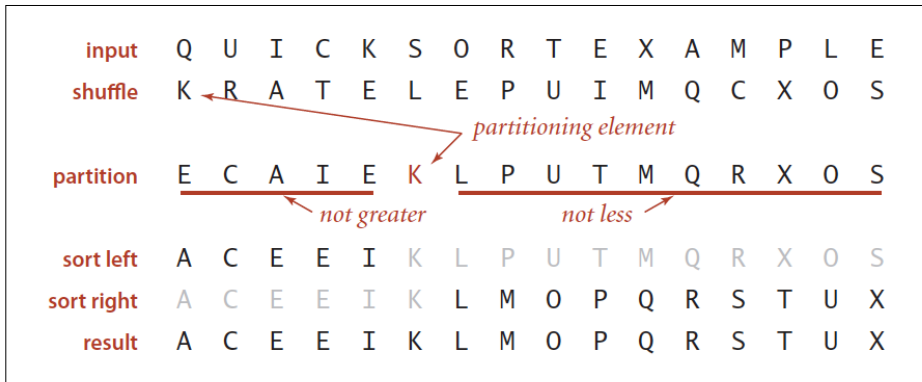 input Q U I C K S O R T E X A M P L E
shuffle K R A T E L E P U I M Q C X O S
partitioning element
partition E C A I E K L P U T M Q R X O S
not greater not less
sort left A C E E I K L P U T M Q R X O S
sort right A C E E I K L M O P Q R S T U X
result A C E E I K L M O P Q R S T U X